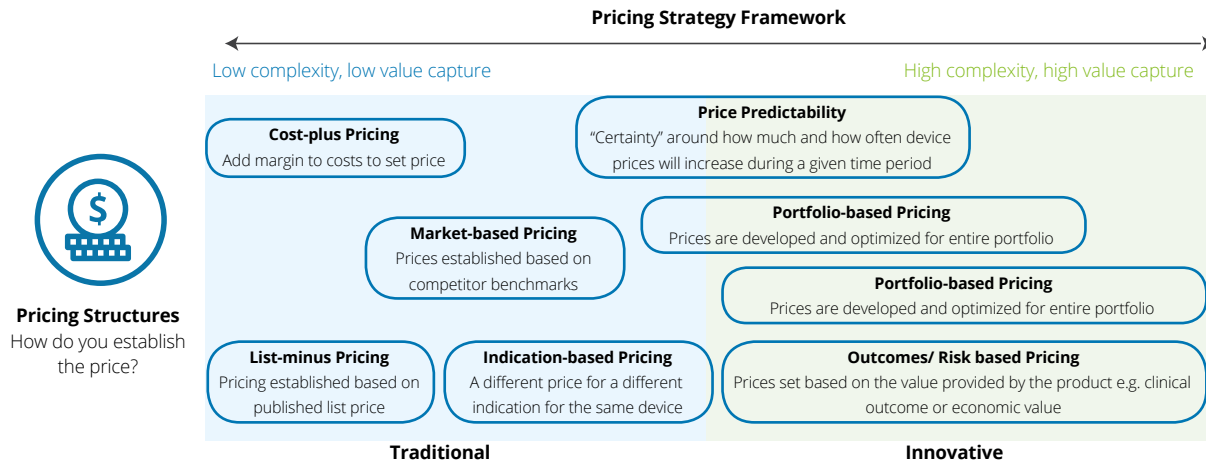 Pricing Strategy Framework
Low complexity, low value capture
High complexity, high value capture
Cost-plus Pricing
Add margin to costs to set price
Price Predictability
“Certainty” around how much and how often device
prices will increase during a given time period
Market-based Pricing
Prices established based on
competitor benchmarks
Portfolio-based Pricing
Prices are developed and optimized for entire portfolio
Portfolio-based Pricing
Prices are developed and optimized for entire portfolio
$
Pricing Structures
How do you establish
the price?
List-minus Pricing
Pricing established based on
published list price
Indication-based Pricing
A different price for a different
indication for the same device
Outcomes/ Risk based Pricing
Prices set based on the value provided by the product e.g. clinical
outcome or economic value
Traditional
Innovative